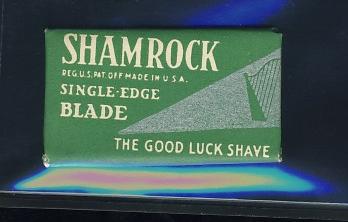 SHAMROCK
REG.U.S.PAT.OFF MADE IN U.S.A.
SINGLE-EDGE
BLADE
THE GOOD LUCK SHAVE